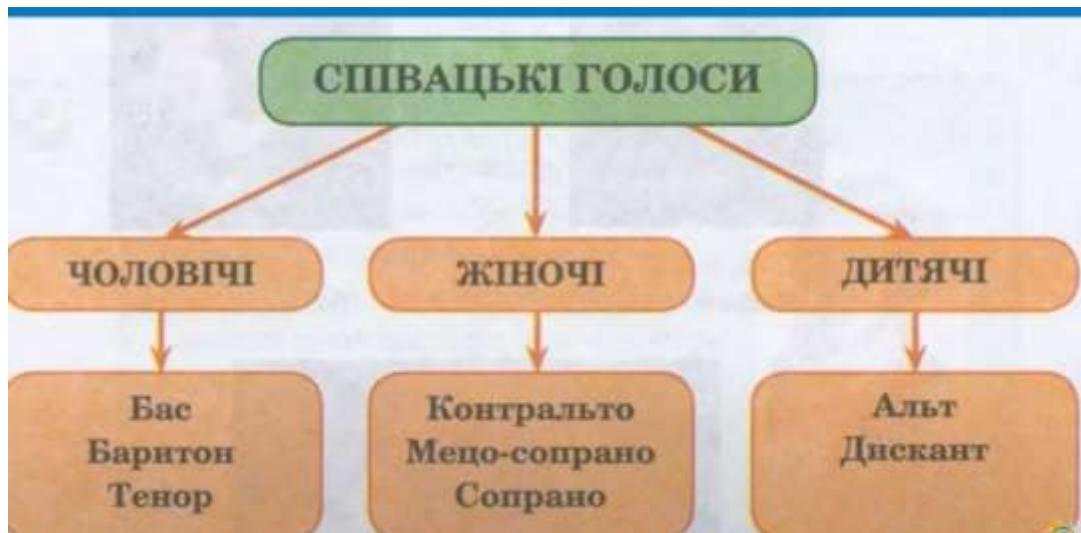 СПІВАЦЬКІ ГОЛОСИ
ЧОЛОВІЧІ
ЖІНОЧІ
ДИТЯЧІ
Бас
Баритон
Тенор
Контральто
Мецо-сопрано
Сопрано
Альт
Дискант